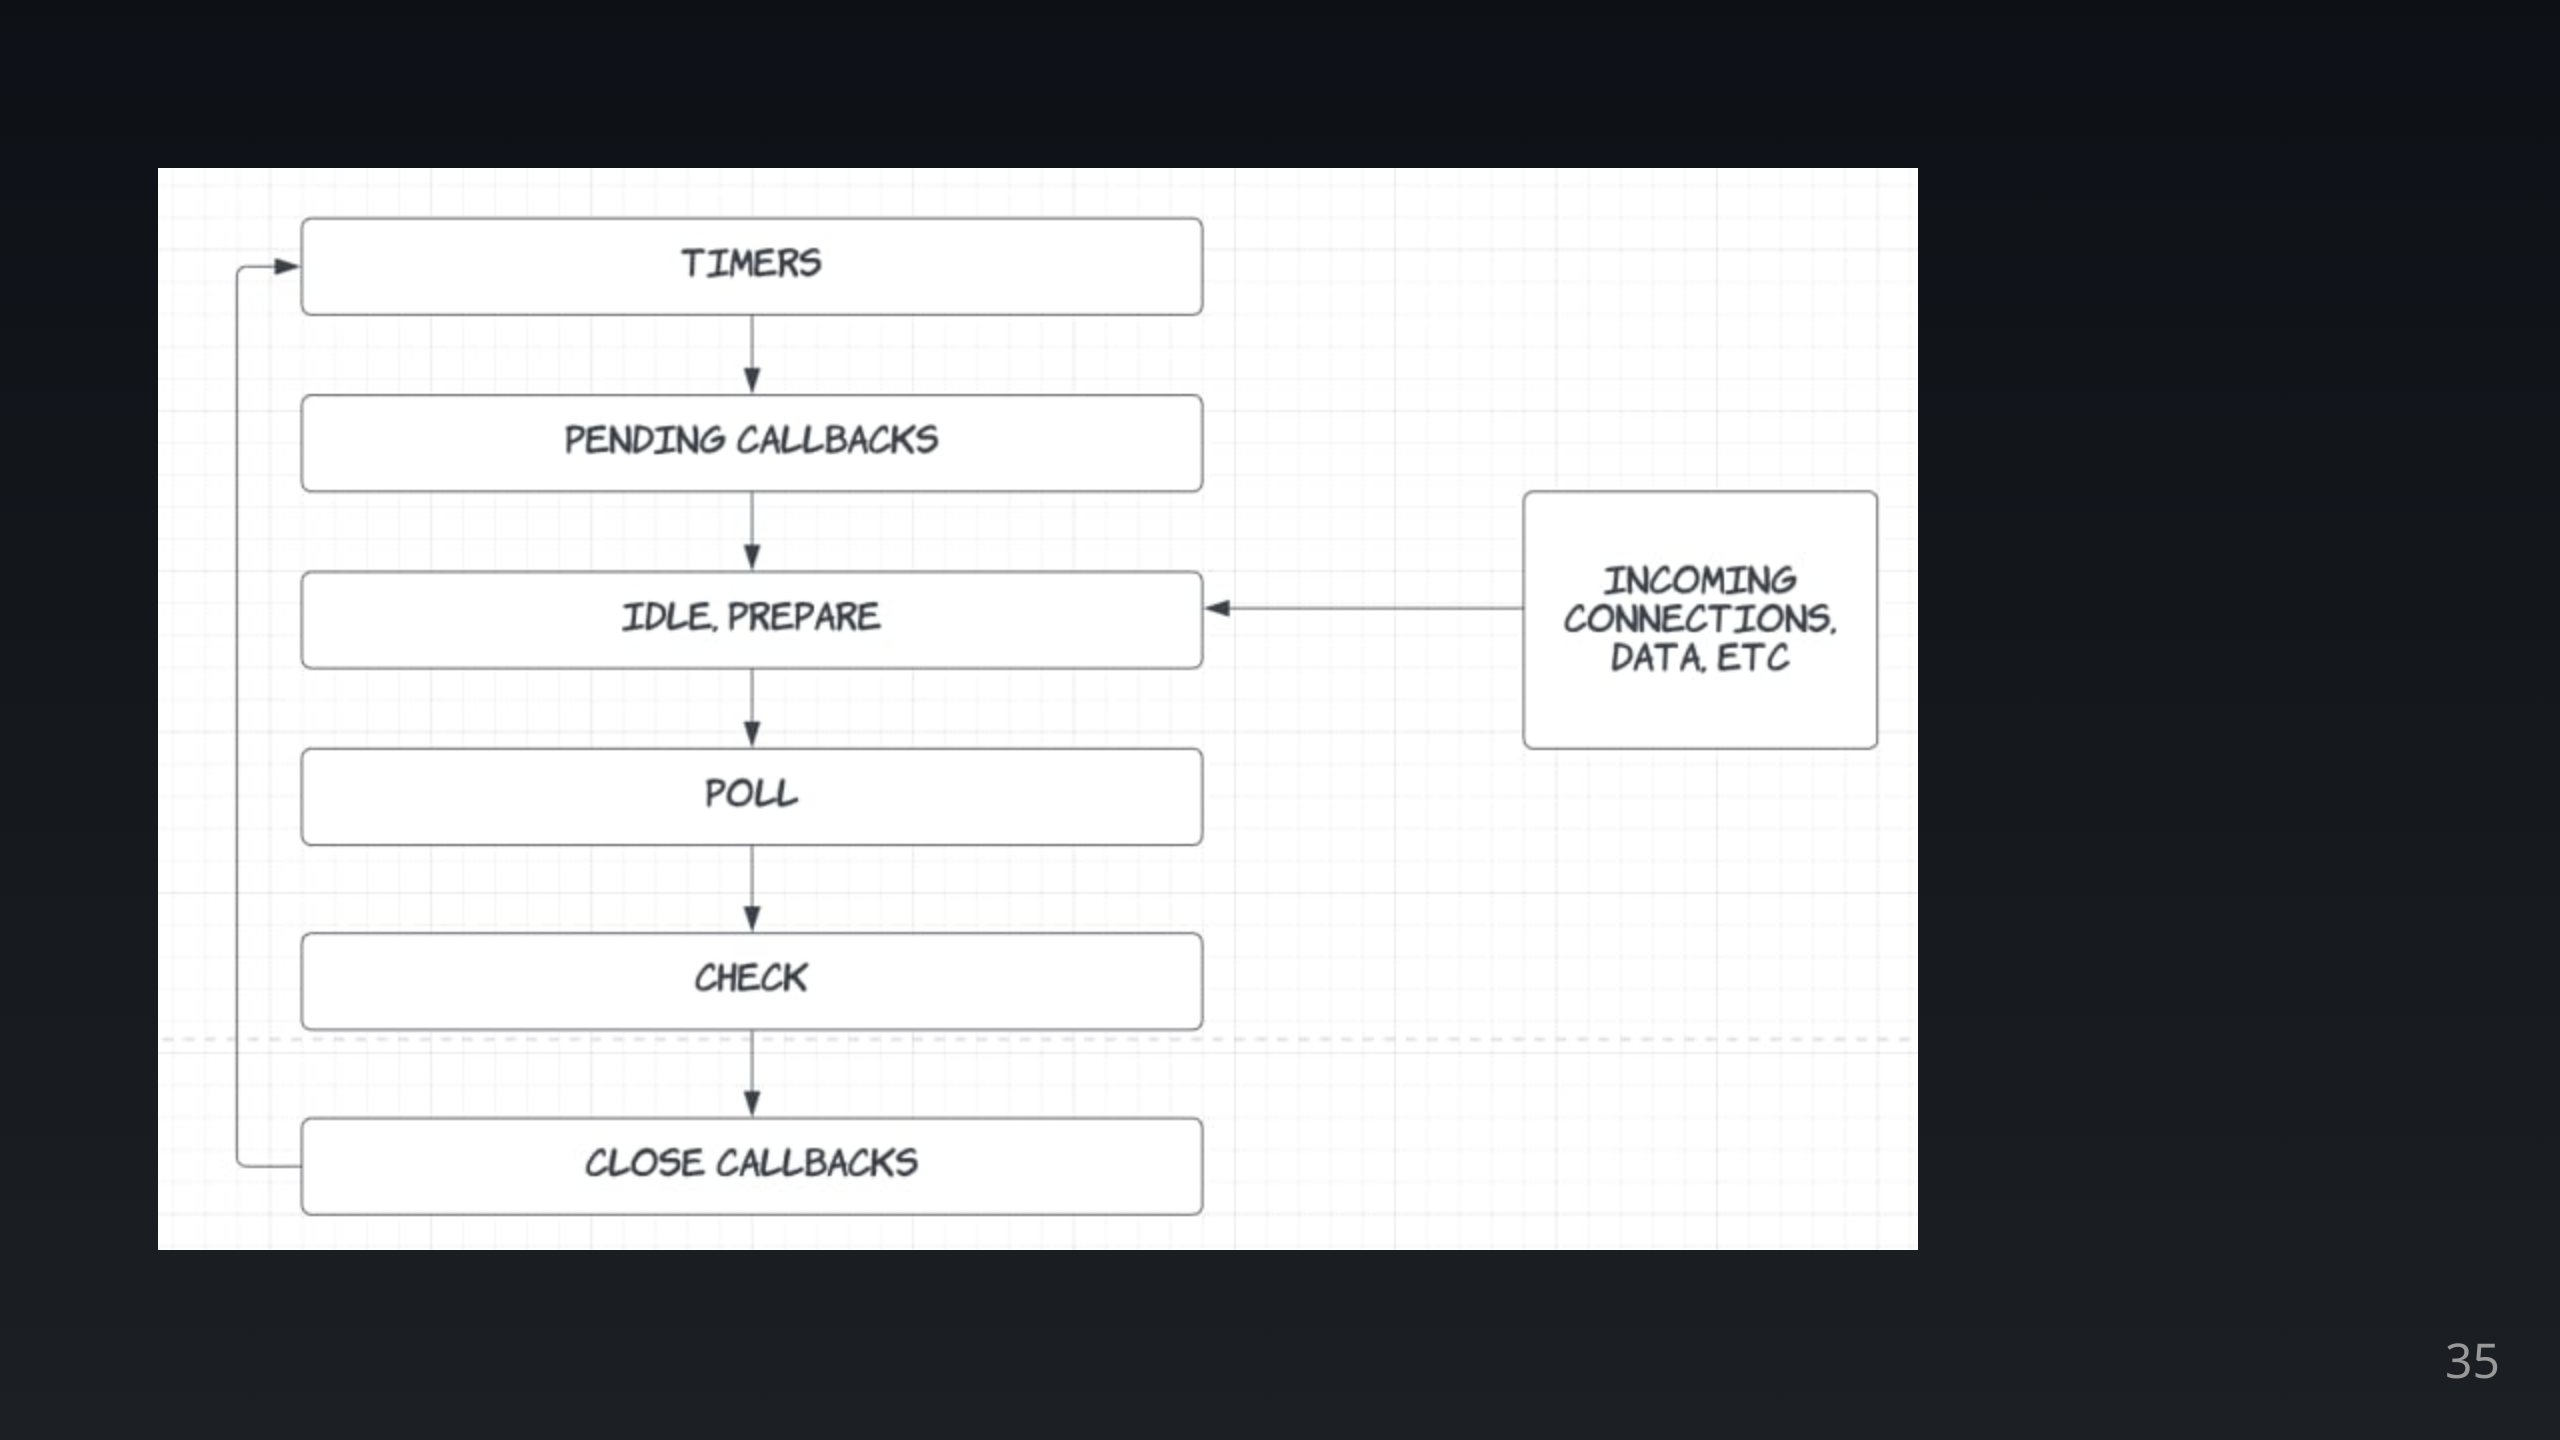 TIMERS
PENDING CALLBACKS
IDLE, PREPARE
INCOMING
CONNECTIONS,
DATA, ETC
POLL
CHECK
CLOSE CALLBACKS
35